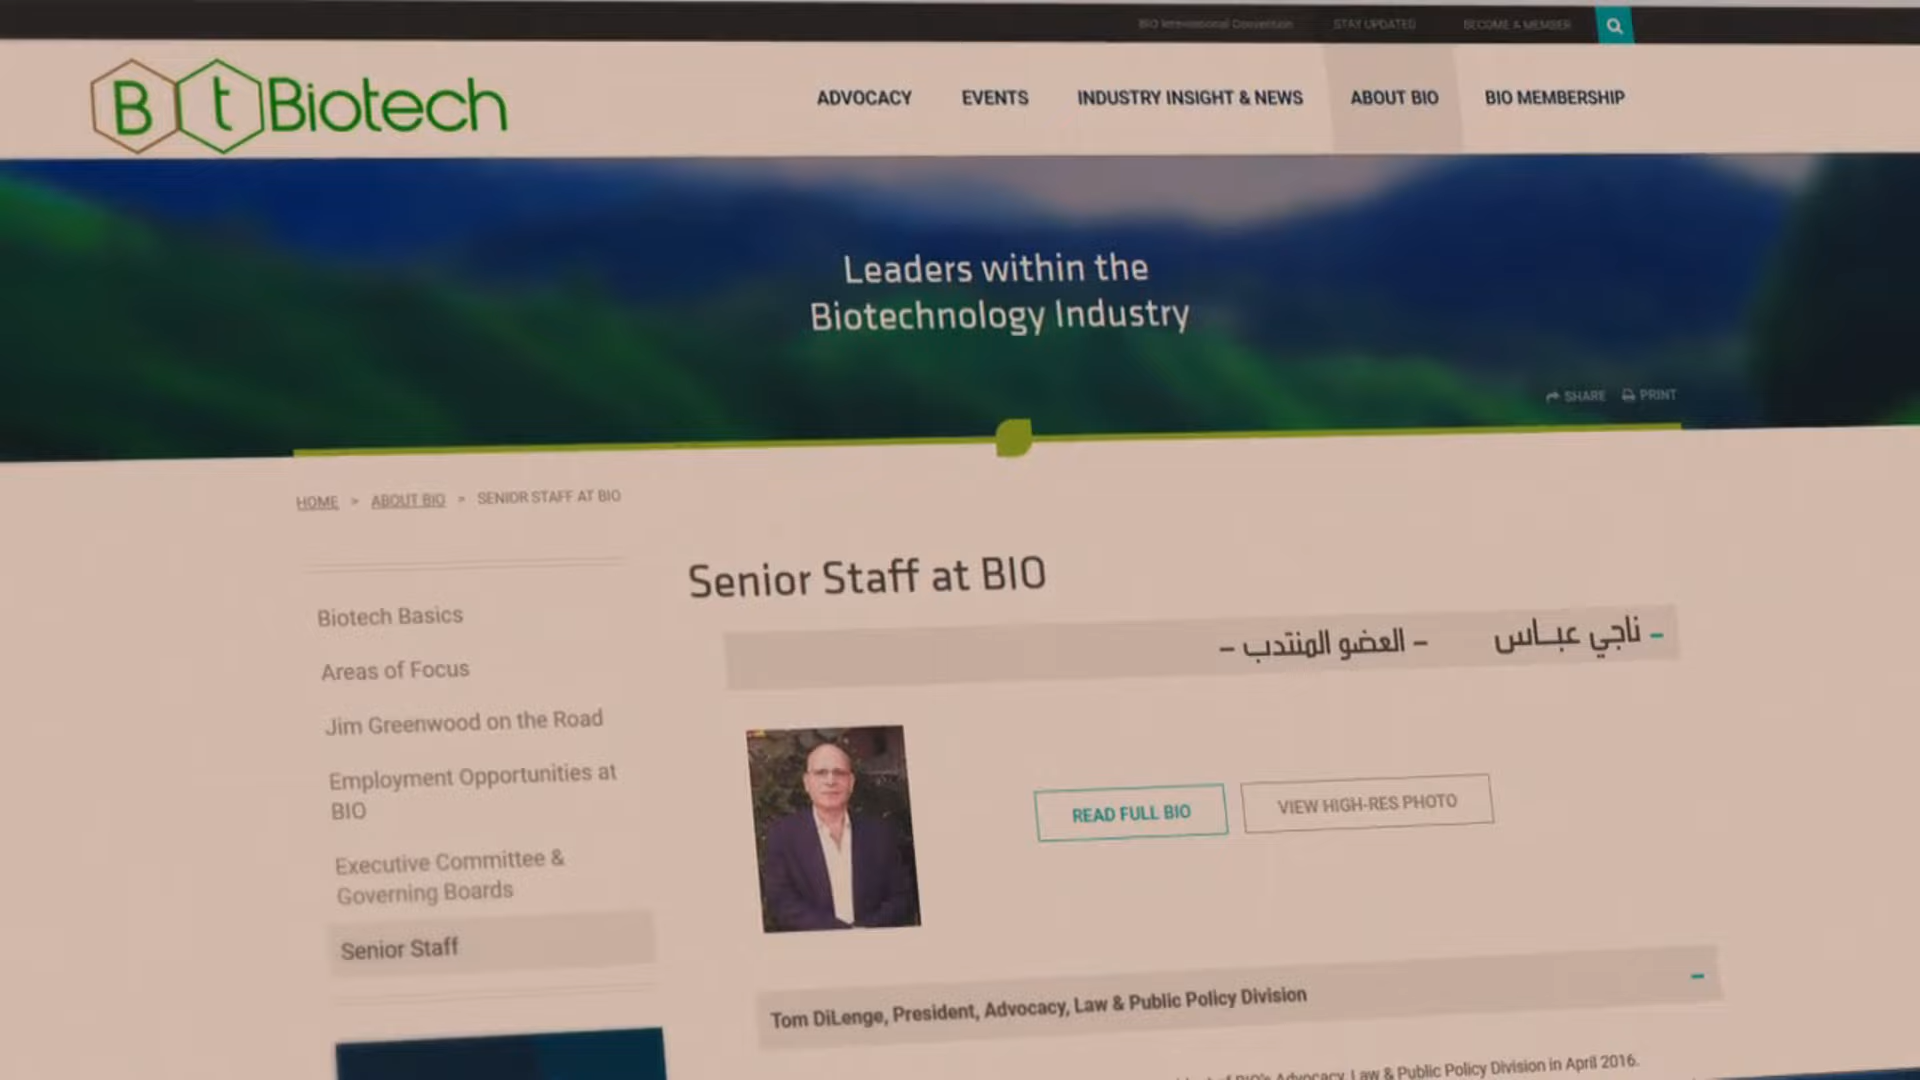 BIO International Convention
STAY UPDATED
BECOME A MEMBER
Bt Biotech
ADVOCACY
EVENTS
INDUSTRY INSIGHT & NEWS
ABOUT BIO
BIO MEMBERSHIP
Leaders within the
Biotechnology Industry
SHARE
PRINT
HOME > ABOUT BIO > SENIOR STAFF AT BIO
Biotech Basics
Areas of Focus
Jim Greenwood on the Road
Employment Opportunities at
BIO
Executive Committee &
Governing Boards
Senior Staff
Senior Staff at BIO
– ناجي عباس – العضو المنتدب –
READ FULL BIO
VIEW HIGH-RES PHOTO
Tom DiLenge, President, Advocacy, Law & Public Policy Division
BIO's Advocacy, Law & Public Policy Division in April 2016.